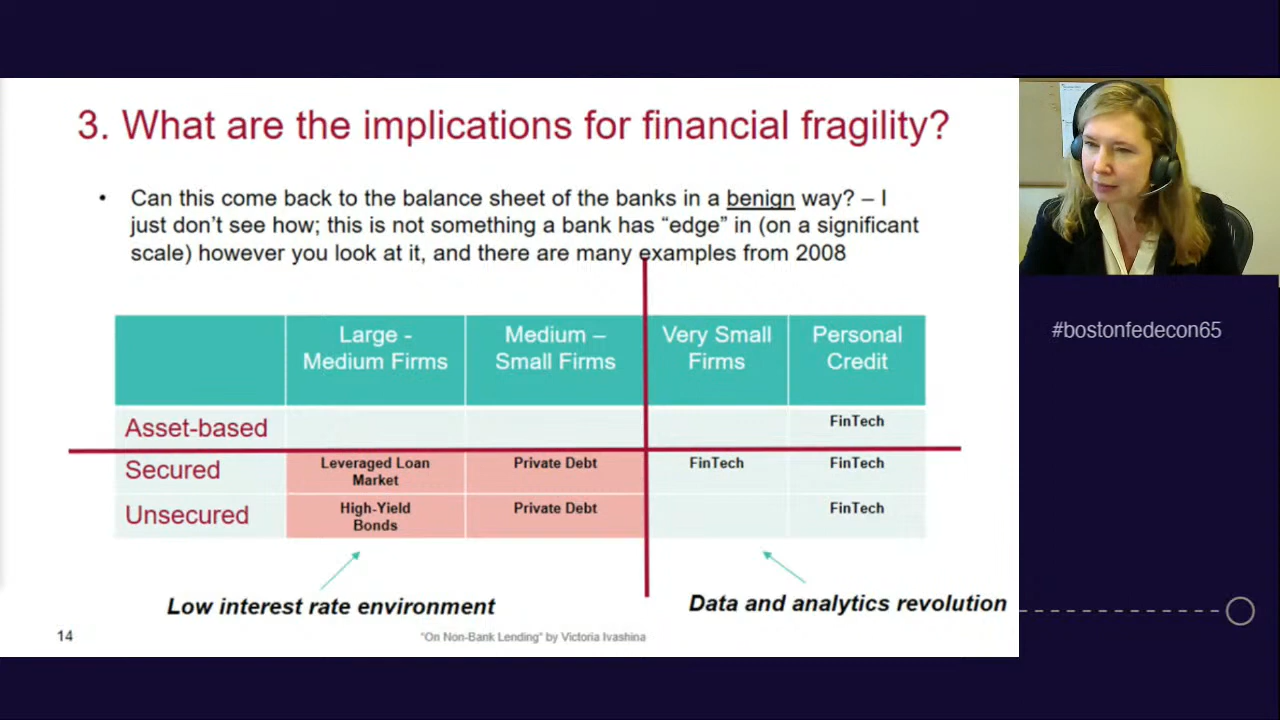 3. What are the implications for financial fragility?
• Can this come back to the balance sheet of the banks in a benign way? – I
just don't see how; this is not something a bank has “edge” in (on a significant
scale) however you look at it, and there are many examples from 2008
Large -
Medium Firms
Medium –
Small Firms
Very Small
Firms
Personal
Credit
Asset-based
FinTech
Secured
Leveraged Loan
Market
Private Debt
FinTech
FinTech
Unsecured
High-Yield
Bonds
Private Debt
FinTech
Low interest rate environment
Data and analytics revolution
14
"On Non-Bank Lending" by Victoria Ivashina
#bostonfedecon65